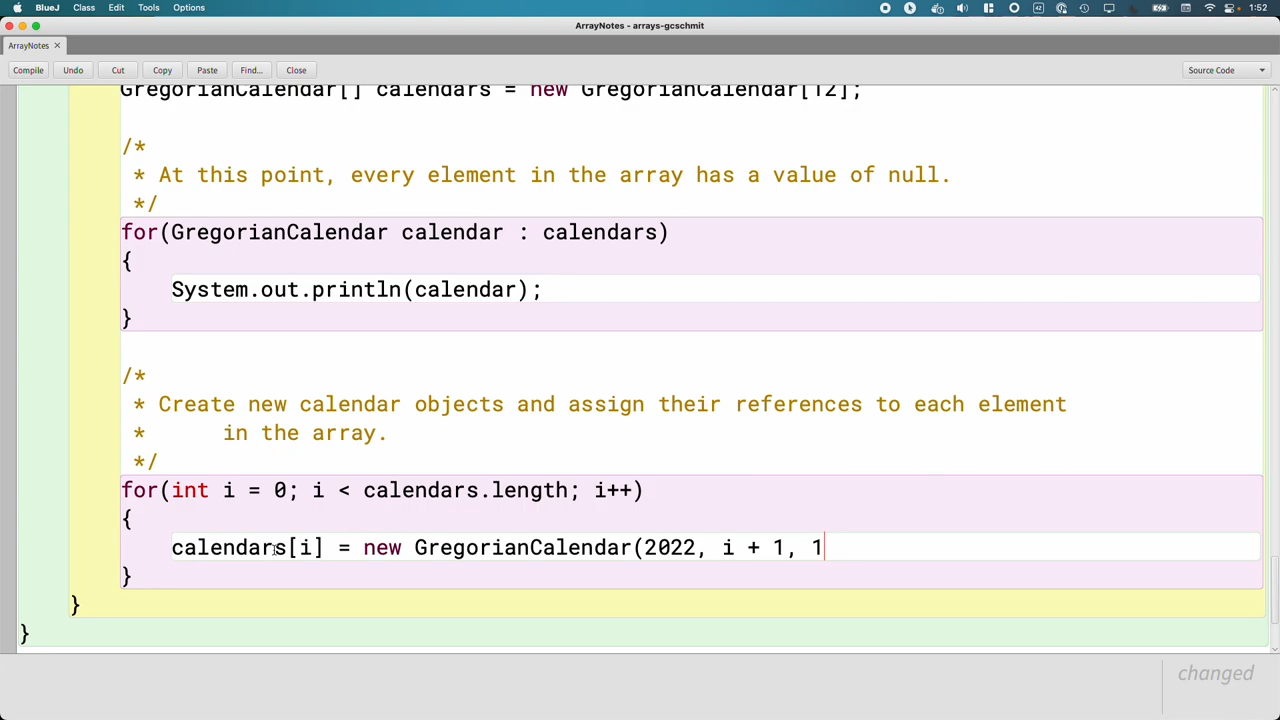 BlueJ Class Edit Tools Options 1:52
ArrayNotes - arrays-gcschmit
ArrayNotes ×
Compile Undo Cut Copy Paste Find... Close Source Code
GregorianCalendar[] calendars = new GregorianCalendar[12];
/*
* At this point, every element in the array has a value of null.
*/
for(GregorianCalendar calendar : calendars)
{
System.out.println(calendar);
}
/*
* Create new calendar objects and assign their references to each element
* in the array.
*/
for(int i = 0; i < calendars.length; i++)
{
calendars[i] = new GregorianCalendar(2022, i + 1, 1
}
}
}
changed